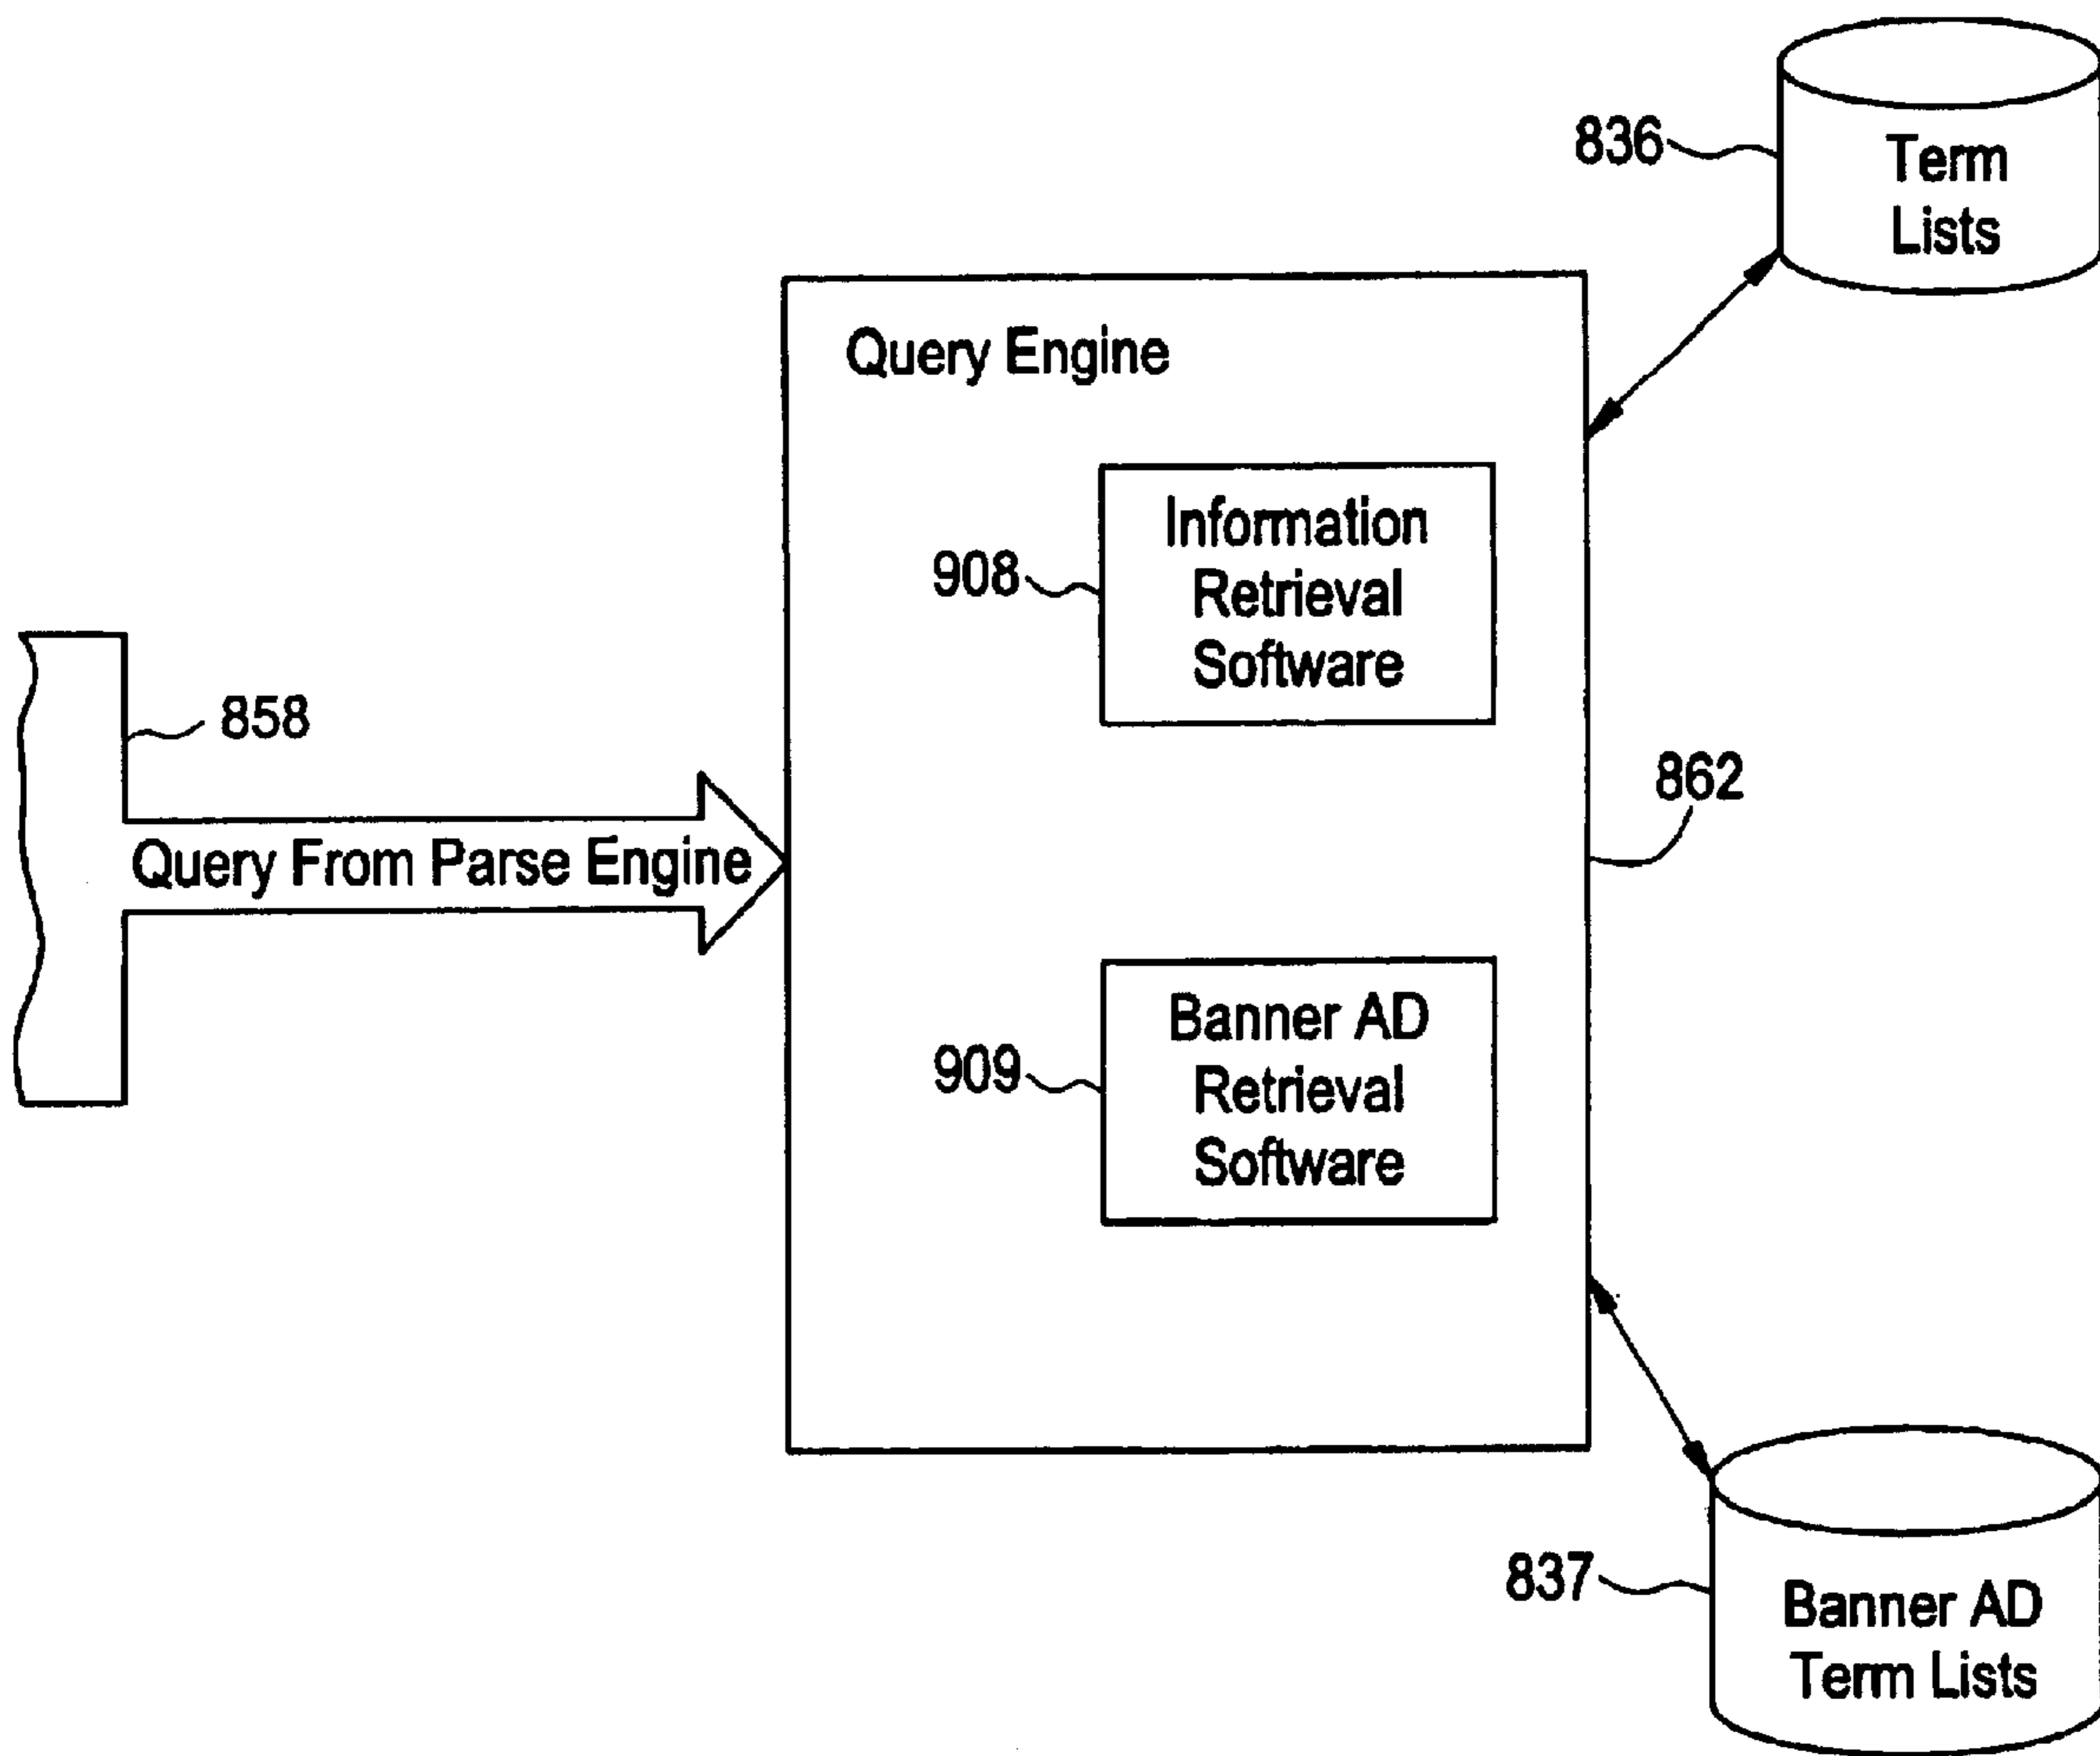 836
Term
Lists
Query Engine
908
Information
Retrieval
Software
858
862
Query From Parse Engine
909
Banner AD
Retrieval
Software
837
Banner AD
Term Lists